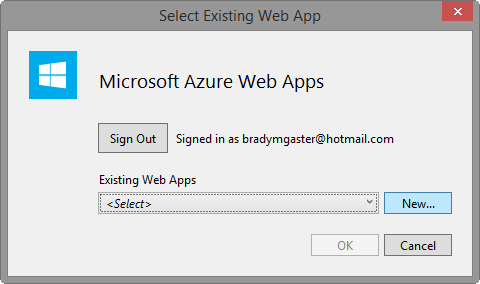 Select Existing Web App
Microsoft Azure Web Apps
Sign Out Signed in as bradymgaster@hotmail.com
Existing Web Apps
<Select> New...
OK Cancel